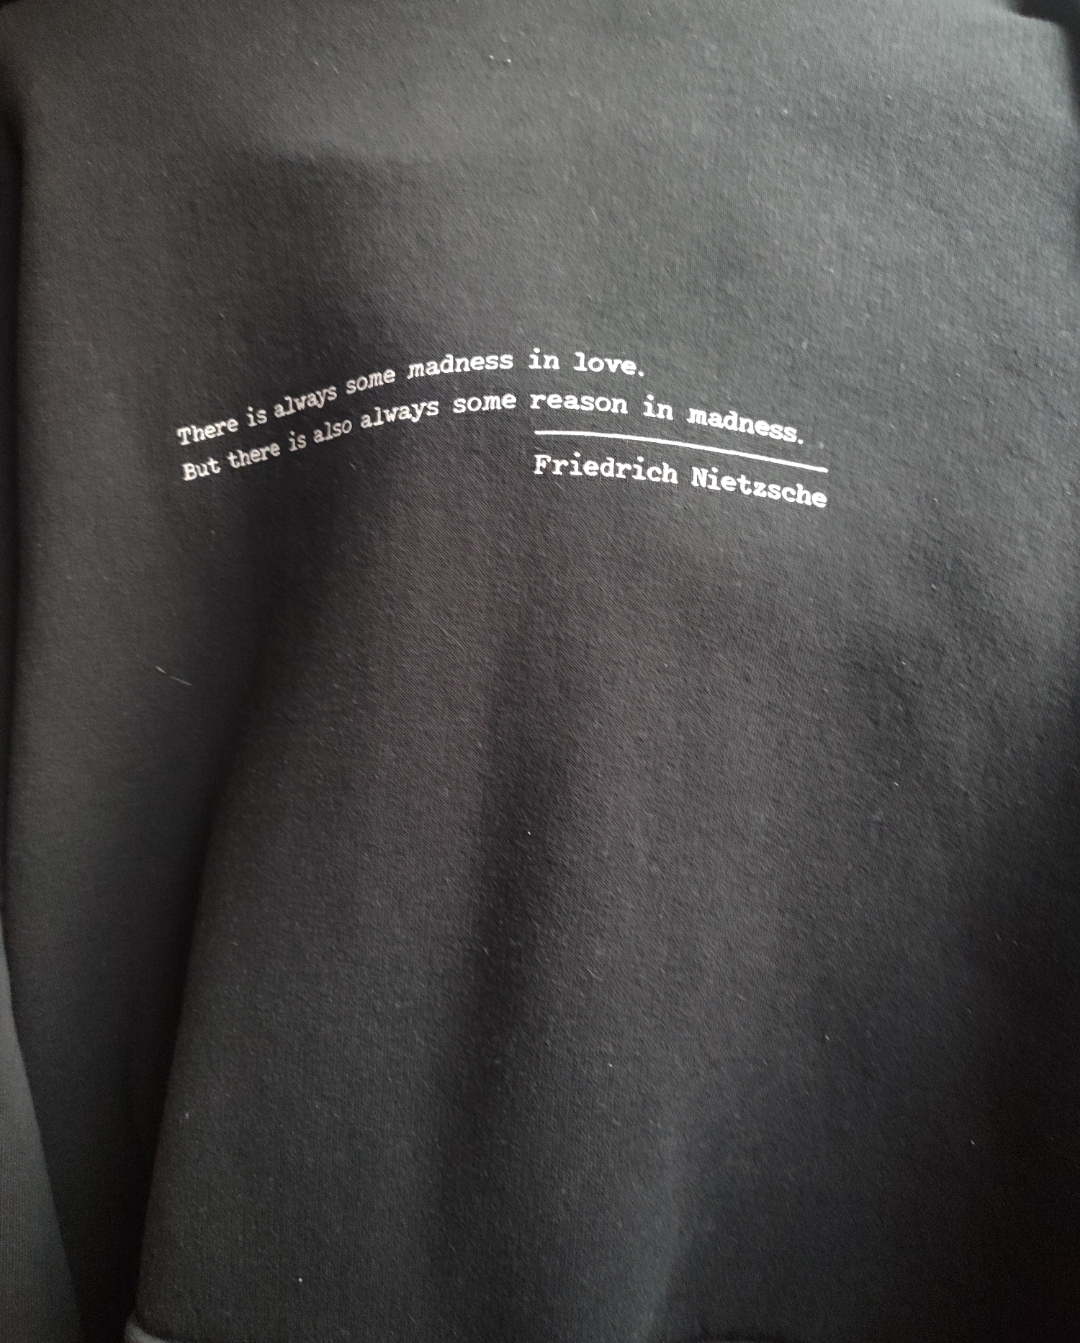 There is always some madness in love.
But there is also always some reason in madness.
Friedrich Nietzsche